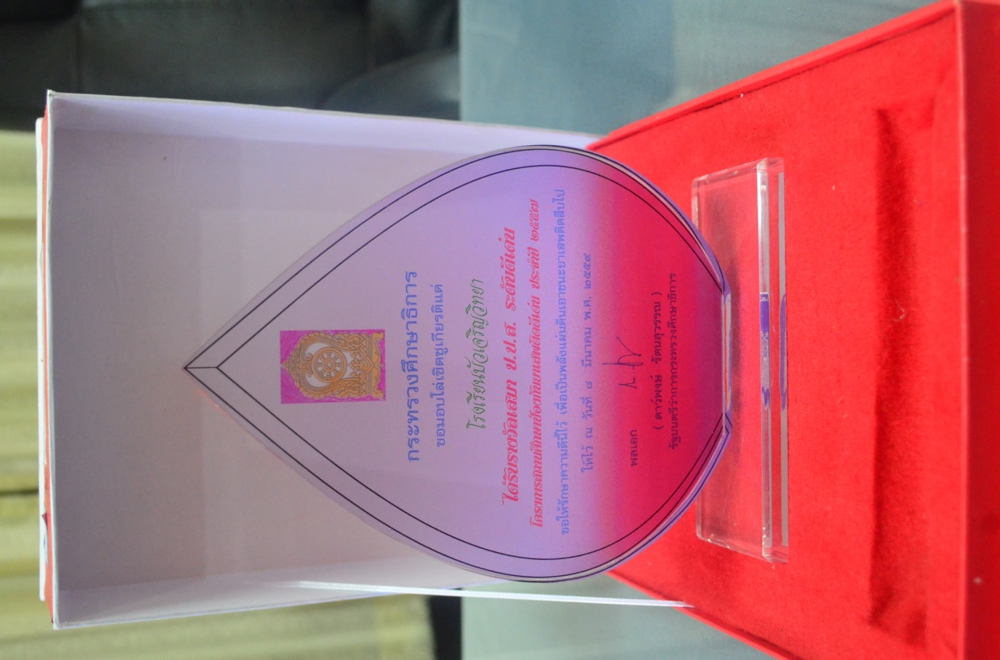 กระทรวงศึกษาธิการ
ขอมอบโล่เชิดชูเกียรติแด่
โรงเรียนบัวเจริญวิทยา
ได้รับรางวัลเสมา ป.ป.ส. ระดับดีเด่น
โครงการสถานศึกษาป้องกันยาเสพติดดีเด่น ประจำปี ๒๕๕๗
ขอให้รักษาความดีนี้ไว้ เพื่อเป็นพลังแผ่นดินเอาชนะยาเสพติดสืบไป
ให้ไว้ ณ วันที่ ๘ มีนาคม พ.ศ. ๒๕๕๙
พลเอก
( ดาว์พงษ์ รัตนสุวรรณ )
รัฐมนตรีว่าการกระทรวงศึกษาธิการ